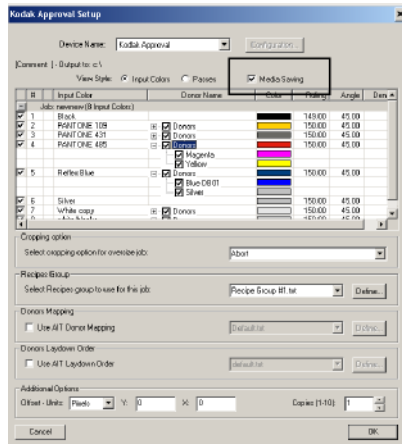 Kodak Approval Setup
Device Name: Kodak Approval Configuration...
[Comment ] - Output to: c:\
View Style: Input Colors Passes Media Saving
# Input Color Donor Name Color Ruling Angle Den
Job: newnew (8 Input Colors)
1 Black 149.00 45.00
2 PANTONE 109 Donors 150.00 45.00
3 PANTONE 431 Donors 150.00 45.00
4 PANTONE 485 Donors 150.00 45.00
Magenta
Yellow
5 Reflex Blue Donors 150.00 45.00
Blue DB01
Silver
6 Silver 150.00 45.00
7 White copy Donors 150.00 45.00
Cropping option
Select cropping option for oversize job: Abort
Recipes Group
Select Recipes group to use for this job: Recipe Group #1.txt Define...
Donors Mapping
Use AIT Donor Mapping Default.txt Define...
Donors Laydown Order
Use AIT Laydown Order default.txt Define...
Additional Options
Offset - Units: Pixels Y: 0 X: 0 Copies (1-10): 1
Cancel OK